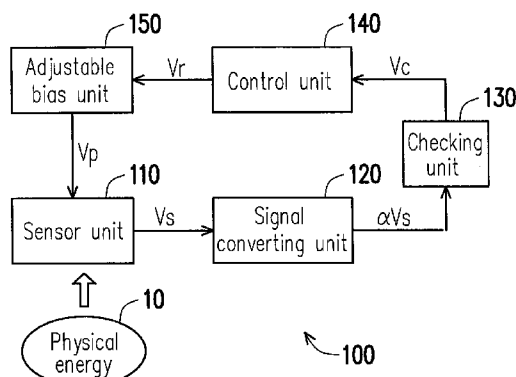 150
140
Adjustable
bias unit
Vr
Control unit
Vc
130
Checking
unit
Vp
110
120
Sensor unit
Vs
Signal
converting unit
αVs
10
Physical
energy
100